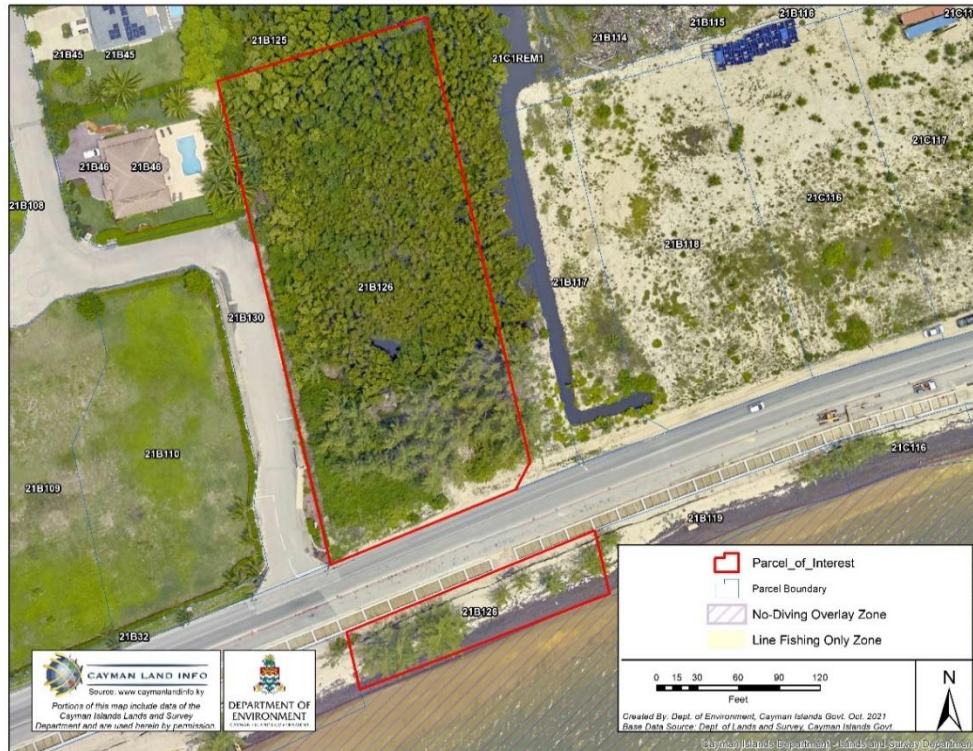 21B116
21C11
21B115
21B125
21B114
21B45
21B45
21C1REM1
21C117
21B46
21B46
21B108
21C116
21B118
21B117
21B126
21B130
21B110
21C116
21B109
21B119
21B126
21B32
Parcel_of_Interest
Parcel Boundary
No-Diving Overlay Zone
Line Fishing Only Zone
0 15 30 60 90 120
Feet
N
CAYMAN LAND INFO
Source: www.caymanlandinfo.ky
Portions of this map include data of the
Cayman Islands Lands and Survey
Department and are used herein by permission
DEPARTMENT OF
ENVIRONMENT
CAYMAN ISLANDS GOVERNMENT
Created By: Dept. of Environment, Cayman Islands Govt. Oct. 2021
Base Data Source: Dept. of Lands and Survey, Cayman Islands Govt.
Cayman Islands Department - Lands and Survey Department